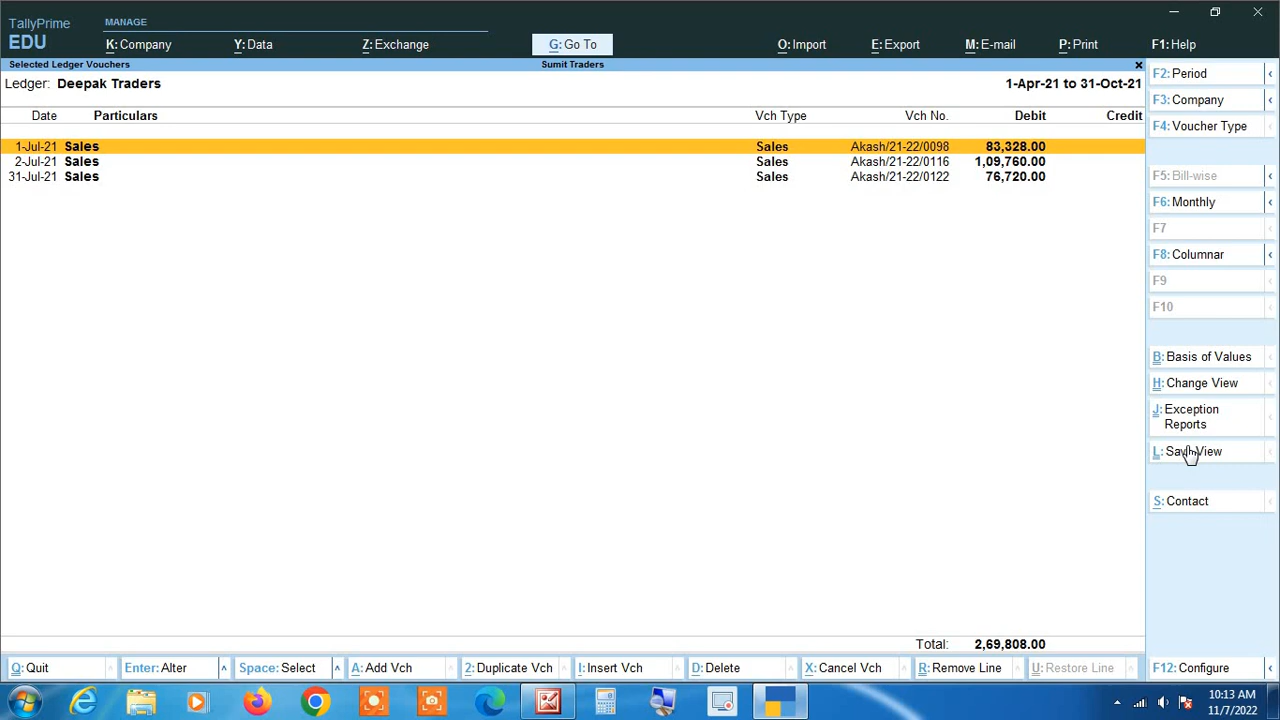 TallyPrime
EDU
MANAGE
K: Company
Y: Data
Z: Exchange
G: Go To
O: Import
E: Export
M: E-mail
P: Print
F1: Help
Selected Ledger Vouchers
Sumit Traders
Ledger: Deepak Traders
1-Apr-21 to 31-Oct-21
Date Particulars Vch Type Vch No. Debit Credit
1-Jul-21 Sales Sales Akash/21-22/0098 83,328.00
2-Jul-21 Sales Sales Akash/21-22/0116 1,09,760.00
31-Jul-21 Sales Sales Akash/21-22/0122 76,720.00
Total: 2,69,808.00
F2: Period
F3: Company
F4: Voucher Type
F5: Bill-wise
F6: Monthly
F7
F8: Columnar
F9
F10
B: Basis of Values
H: Change View
J: Exception
Reports
L: Save View
S: Contact
F12: Configure
Q: Quit
Enter: Alter
Space: Select
A: Add Vch
2: Duplicate Vch
I: Insert Vch
D: Delete
X: Cancel Vch
R: Remove Line
U: Restore Line
10:13 AM
11/7/2022